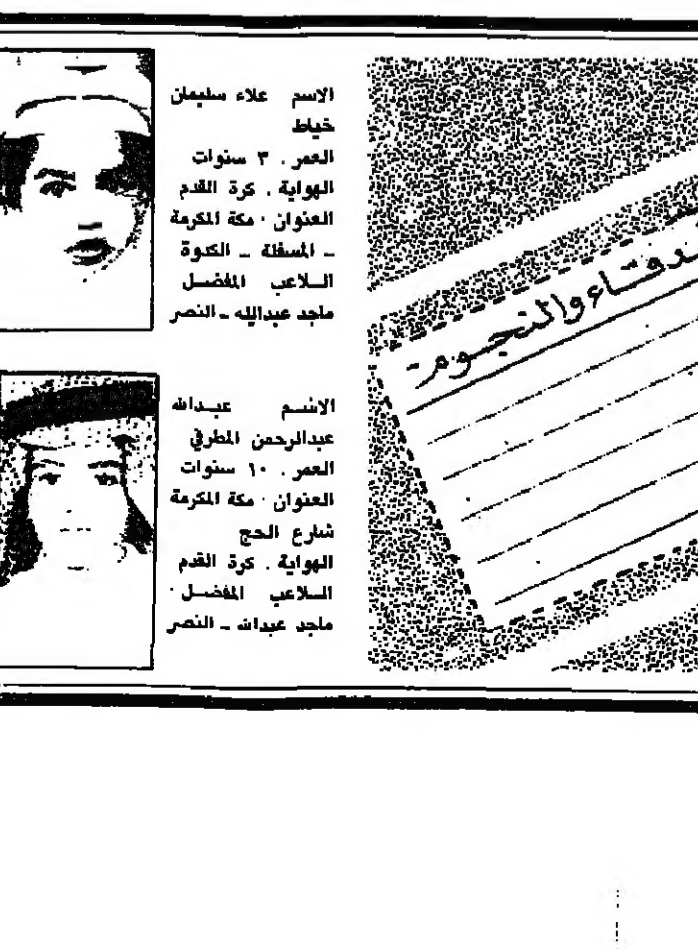 والنجوم
الاسم علاء سليمان
خياط
العمر . ٣ سنوات
الهواية . كرة القدم
العنوان · مكة المكرمة
ـ المسفلة ـ الكدوة
اللاعب المفضل
ماجد عبدالله ـ النصر
الاسم عبدالله
عبدالرحمن المطرفي
العمر . ١٠ سنوات
العنوان · مكة المكرمة
شارع الحج
الهواية . كرة القدم
اللاعب المفضل ·
ماجد عبدالله ـ النصر